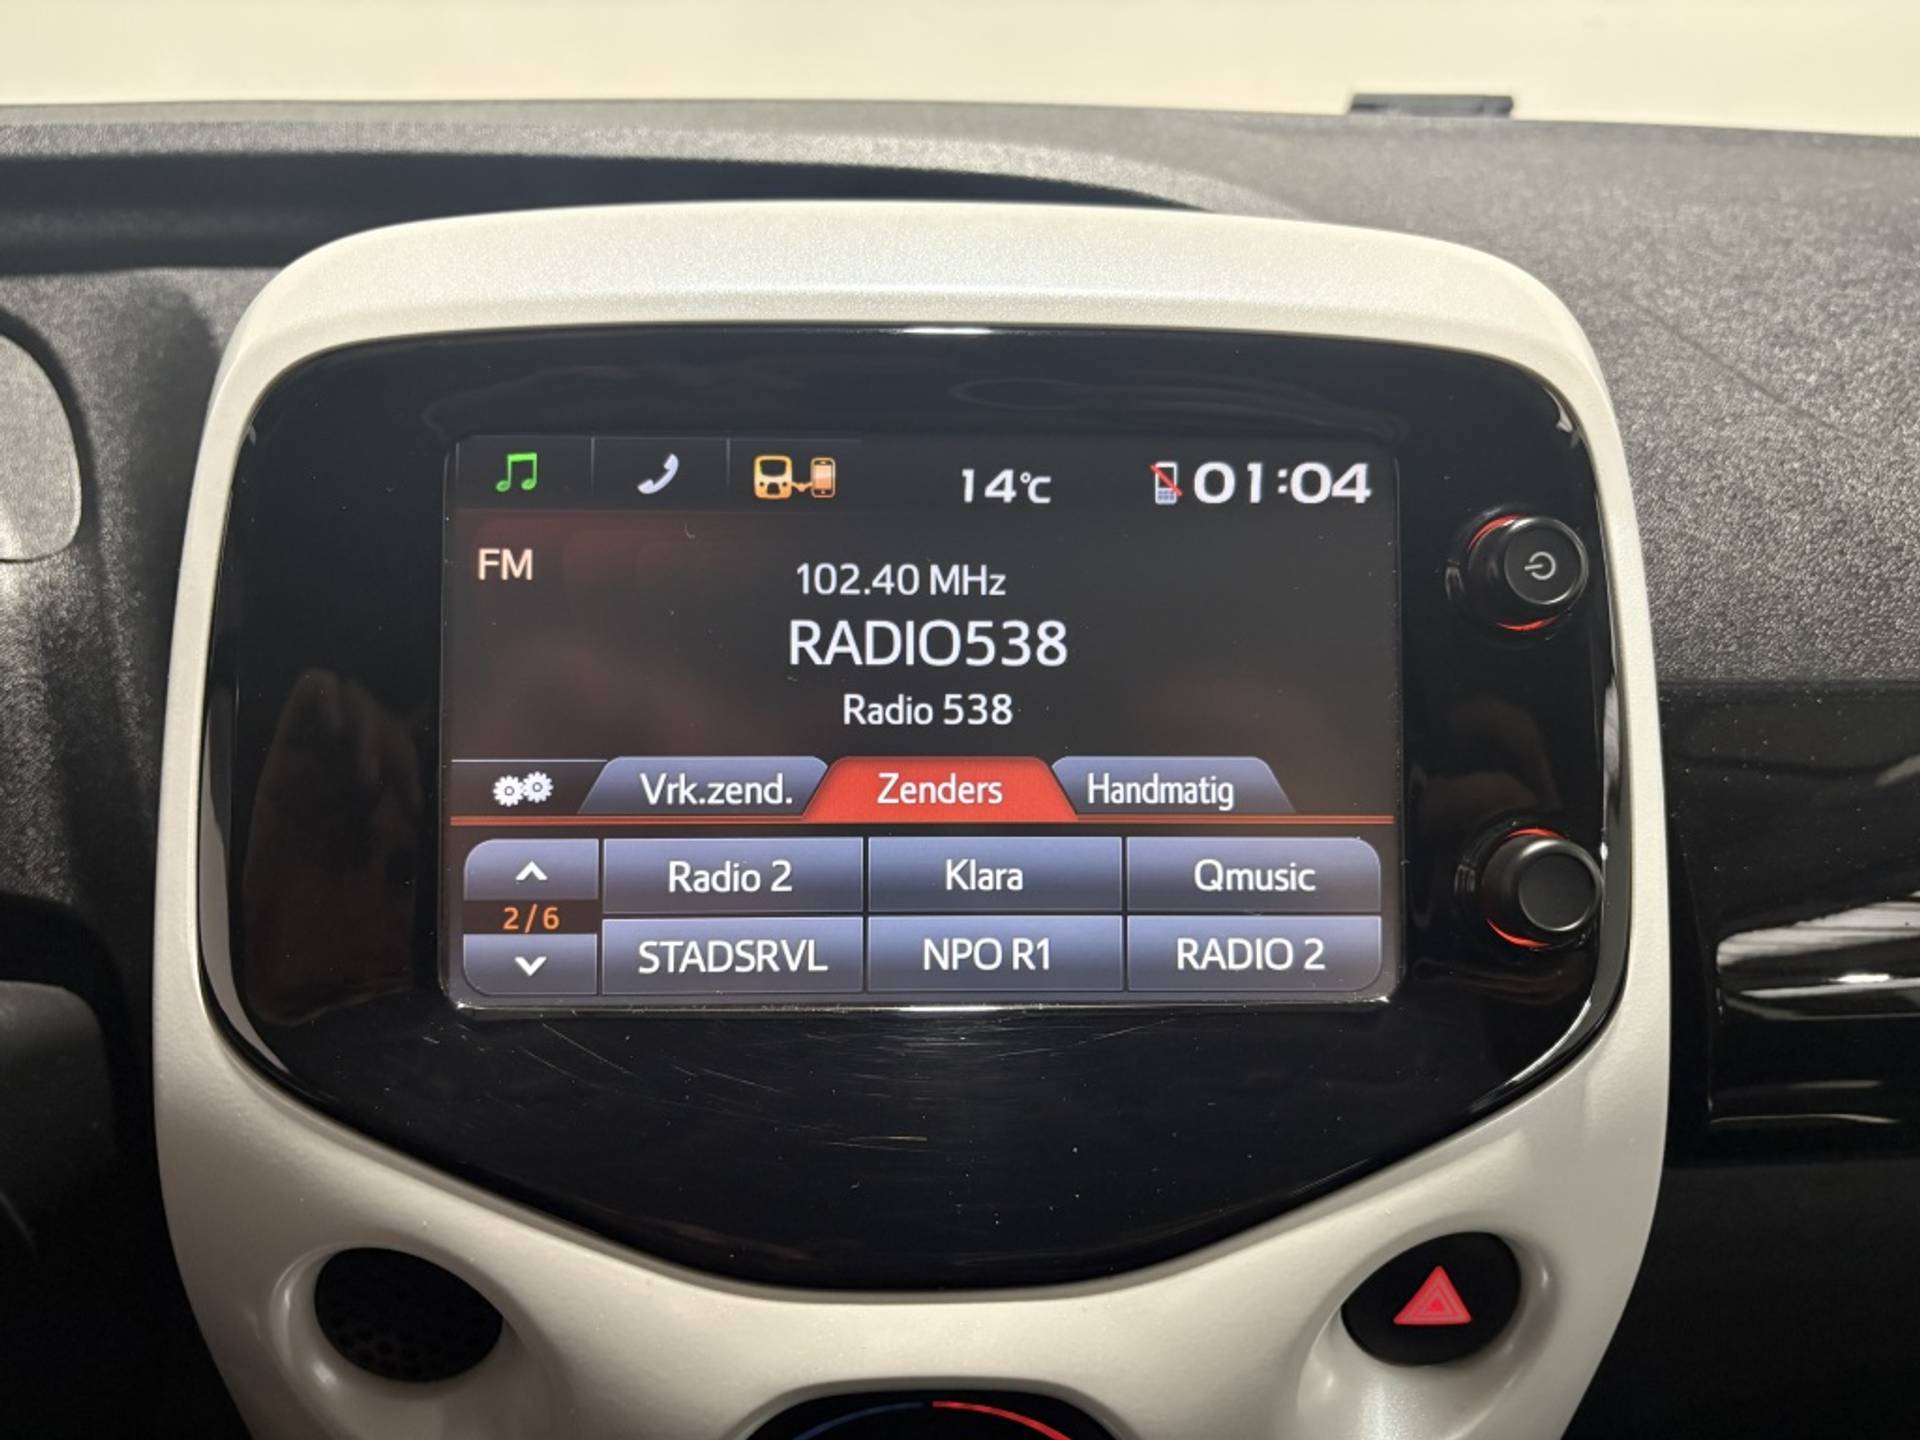 14°C 01:04
FM
102.40 MHz
RADIO538
Radio 538
Vrk.zend. Zenders Handmatig
Radio 2 Klara Qmusic
2/6
STADSRVL NPO R1 RADIO 2